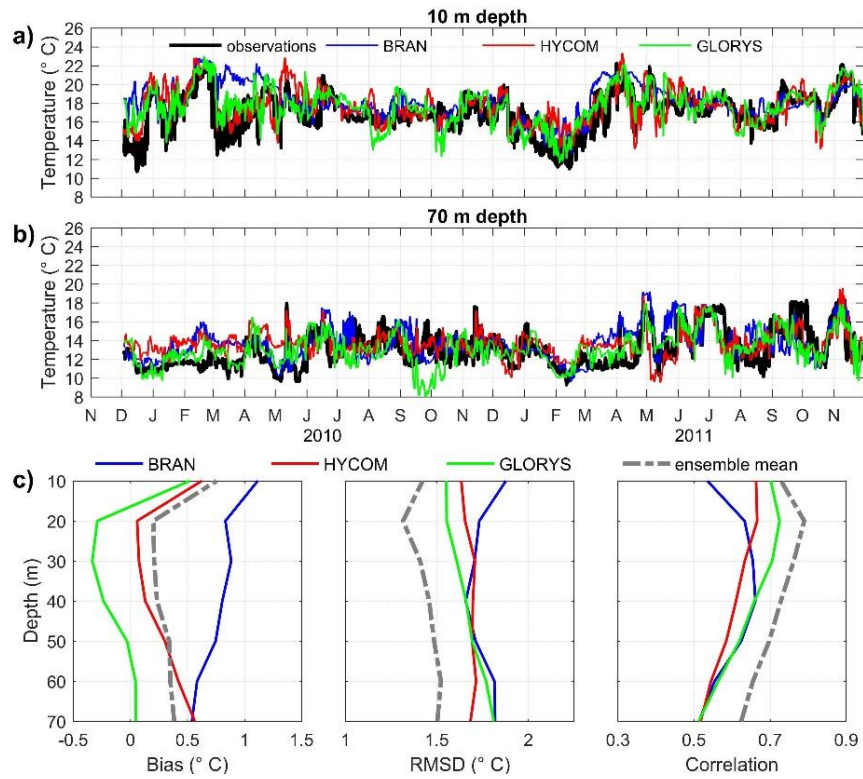 10 m depth
a)
observations BRAN HYCOM GLORYS
Temperature (° C)
26
24
22
20
18
16
14
12
10
8
N D J F M A M J J A S O N D J F M A M J J A S O N
70 m depth
b)
Temperature (° C)
26
24
22
20
18
16
14
12
10
8
N D J F M A M J J A S O N D J F M A M J J A S O N
2010 2011
c)
BRAN HYCOM GLORYS ensemble mean
Depth (m)
10
20
30
40
50
60
70
-0.5 0 0.5 1 1.5
Bias (° C)
1 1.5 2
RMSD (° C)
0.3 0.5 0.7 0.9
Correlation